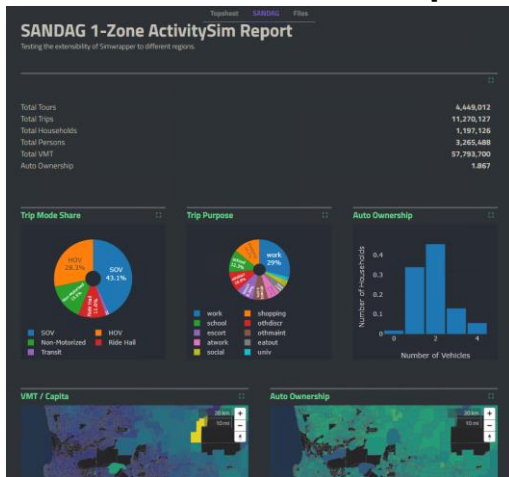 Topsheet SANDAG Files
SANDAG 1-Zone ActivitySim Report
Testing the extensibility of Simwrapper to different regions.
Total Tours 4,449,012
Total Trips 11,270,127
Total Households 1,197,126
Total Persons 3,265,488
Total VMT 57,793,700
Auto Ownership 1.867
Trip Mode Share
HOV
28.3%
SOV
43.1%
Non-Motorized
Ride Hail
SOV HOV
Non-Motorized Ride Hail
Transit
Trip Purpose
work
29%
work shopping
school othdiscr
escort othmaint
atwork eatout
social univ
Auto Ownership
Number of Households
0.4
0.3
0.2
0.1
0
0 2 4
Number of Vehicles
VMT / Capita
20 km
10 mi
+
−
Auto Ownership
20 km
10 mi
+
−